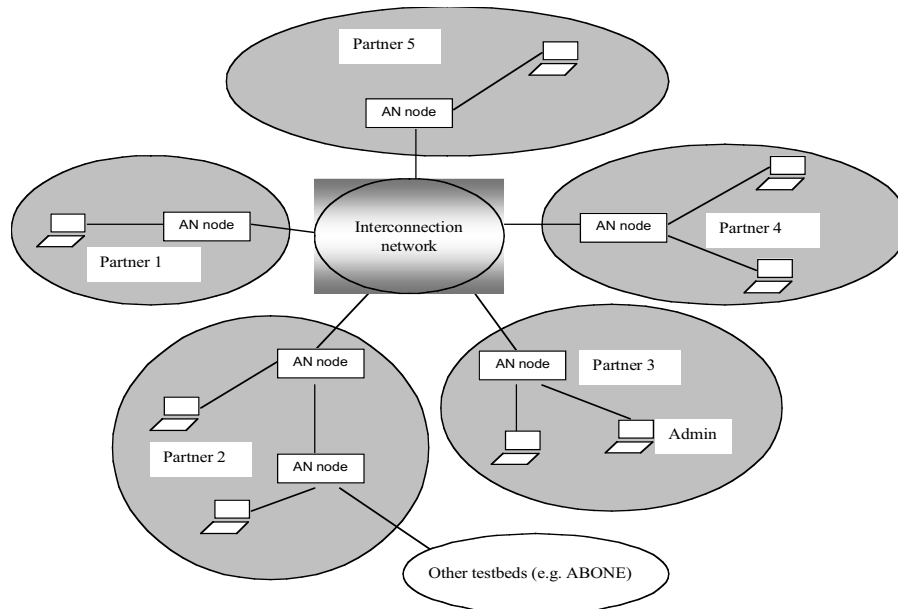 Partner 5
AN node
AN node
Partner 1
Interconnection
network
AN node
Partner 4
AN node
Partner 2
AN node
AN node
Partner 3
Admin
Other testbeds (e.g. ABONE)